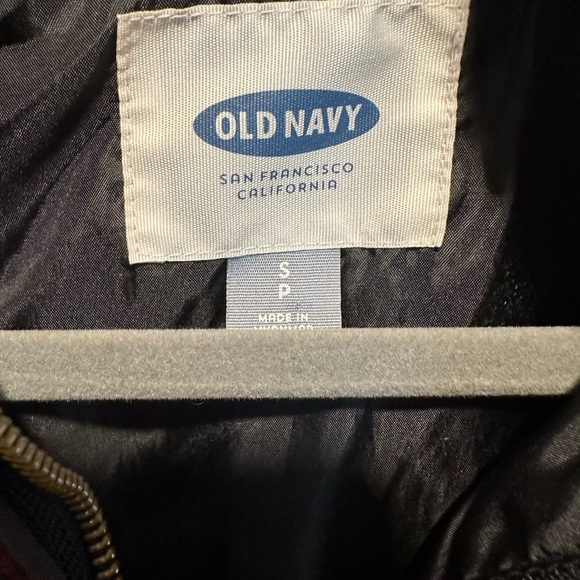 OLD NAVY
SAN FRANCISCO
CALIFORNIA
S
P
MADE IN